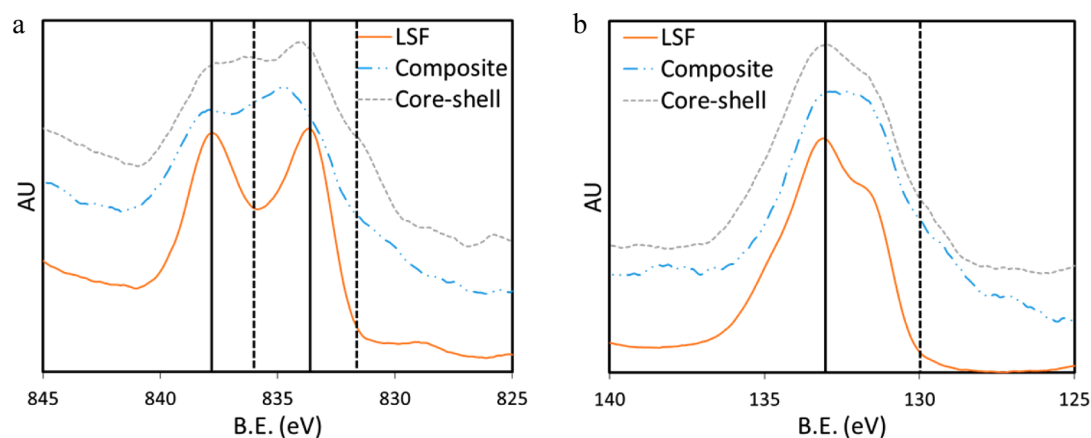 a
LSF
Composite
Core-shell
AU
845 840 835 830 825
B.E. (eV)
b
LSF
Composite
Core-shell
AU
140 135 130 125
B.E. (eV)